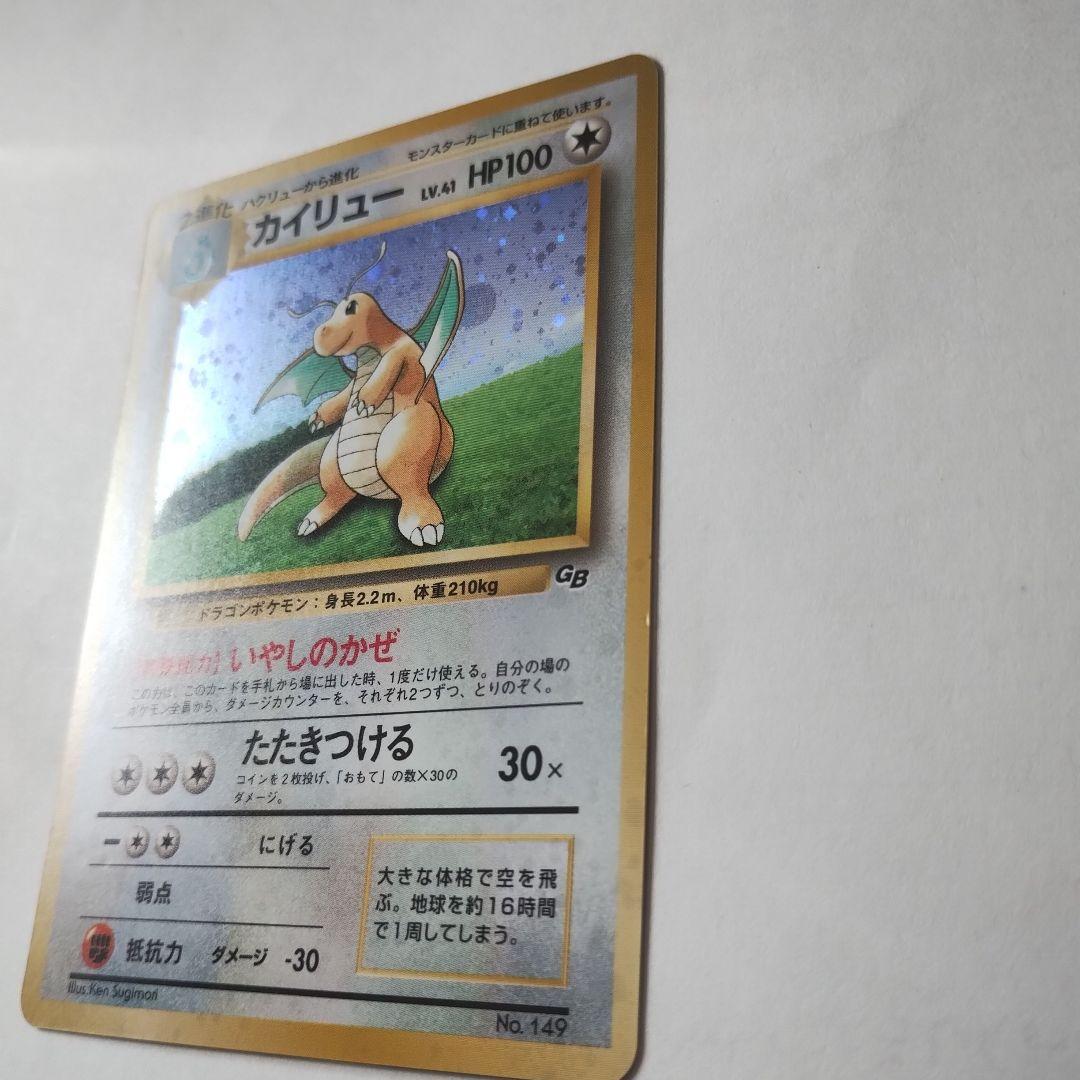 2進化 ハクリューから進化 モンスターカードに重ねて使います。
カイリュー LV.41 HP100
GB
ドラゴンポケモン：身長2.2m、体重210kg
いやしのかぜ
この力は、このカードを手札から場に出した時、1度だけ使える。自分の場の
ポケモン全員から、ダメージカウンターを、それぞれ2つずつ、とりのぞく。
たたきつける 30×
コインを2枚投げ、「おもて」の数×30の
ダメージ。
ー にげる
弱点
抵抗力 ダメージ -30
大きな体格で空を飛
ぶ。地球を約16時間
で1周してしまう。
Illus. Ken Sugimori
No. 149